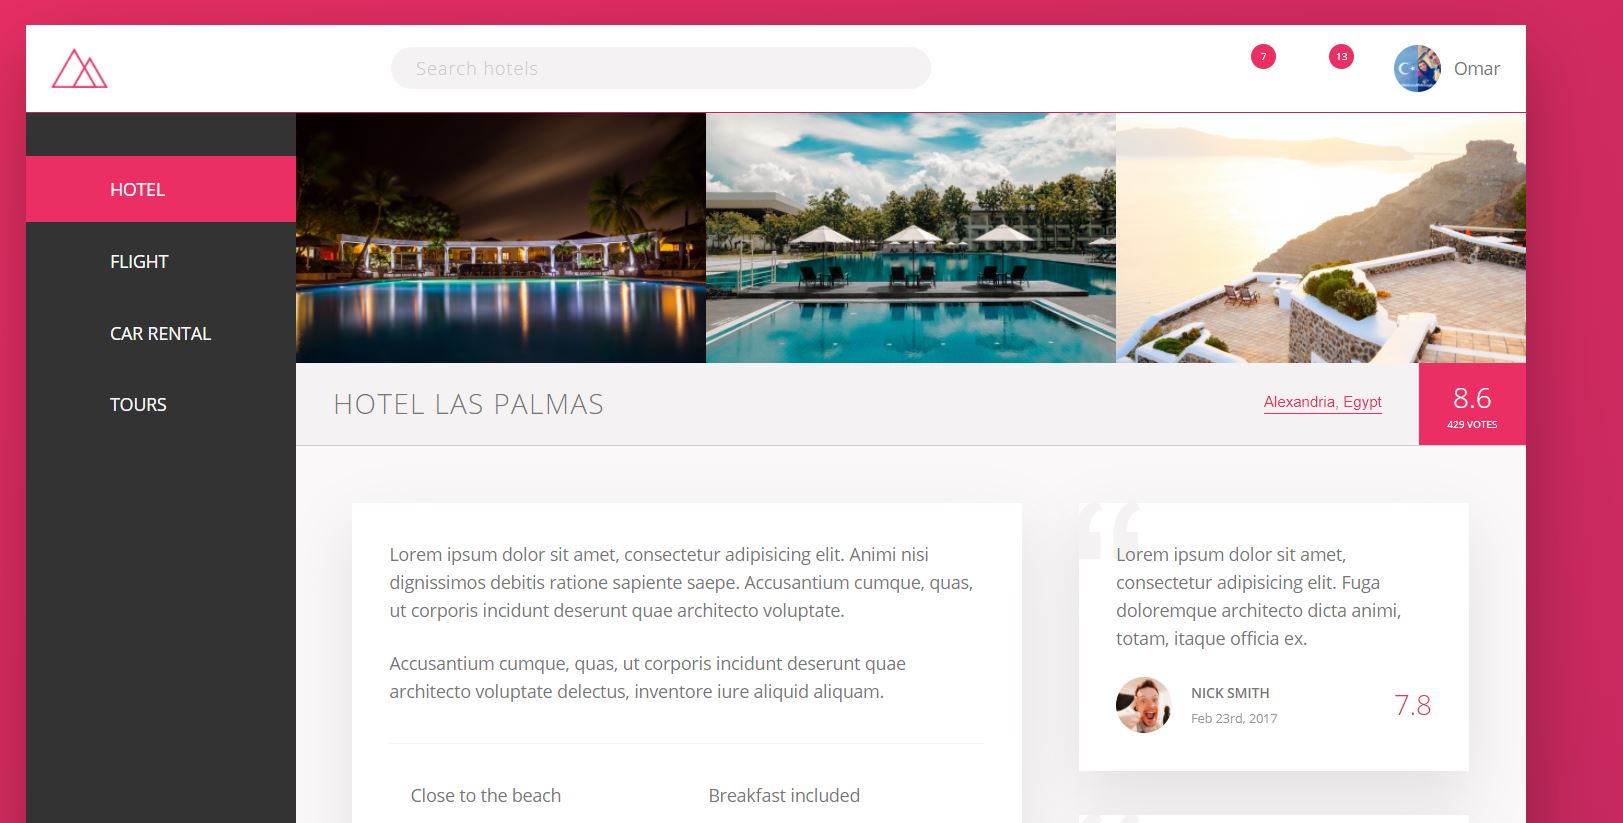 Search hotels
7
13
Omar
HOTEL
FLIGHT
CAR RENTAL
TOURS
HOTEL LAS PALMAS
Alexandria, Egypt
8.6
429 VOTES
Lorem ipsum dolor sit amet, consectetur adipisicing elit. Animi nisi
dignissimos debitis ratione sapiente saepe. Accusantium cumque, quas,
ut corporis incidunt deserunt quae architecto voluptate.
Accusantium cumque, quas, ut corporis incidunt deserunt quae
architecto voluptate delectus, inventore iure aliquid aliquam.
Close to the beach
Breakfast included
“
Lorem ipsum dolor sit amet,
consectetur adipisicing elit. Fuga
doloremque architecto dicta animi,
totam, itaque officia ex.
NICK SMITH
Feb 23rd, 2017
7.8